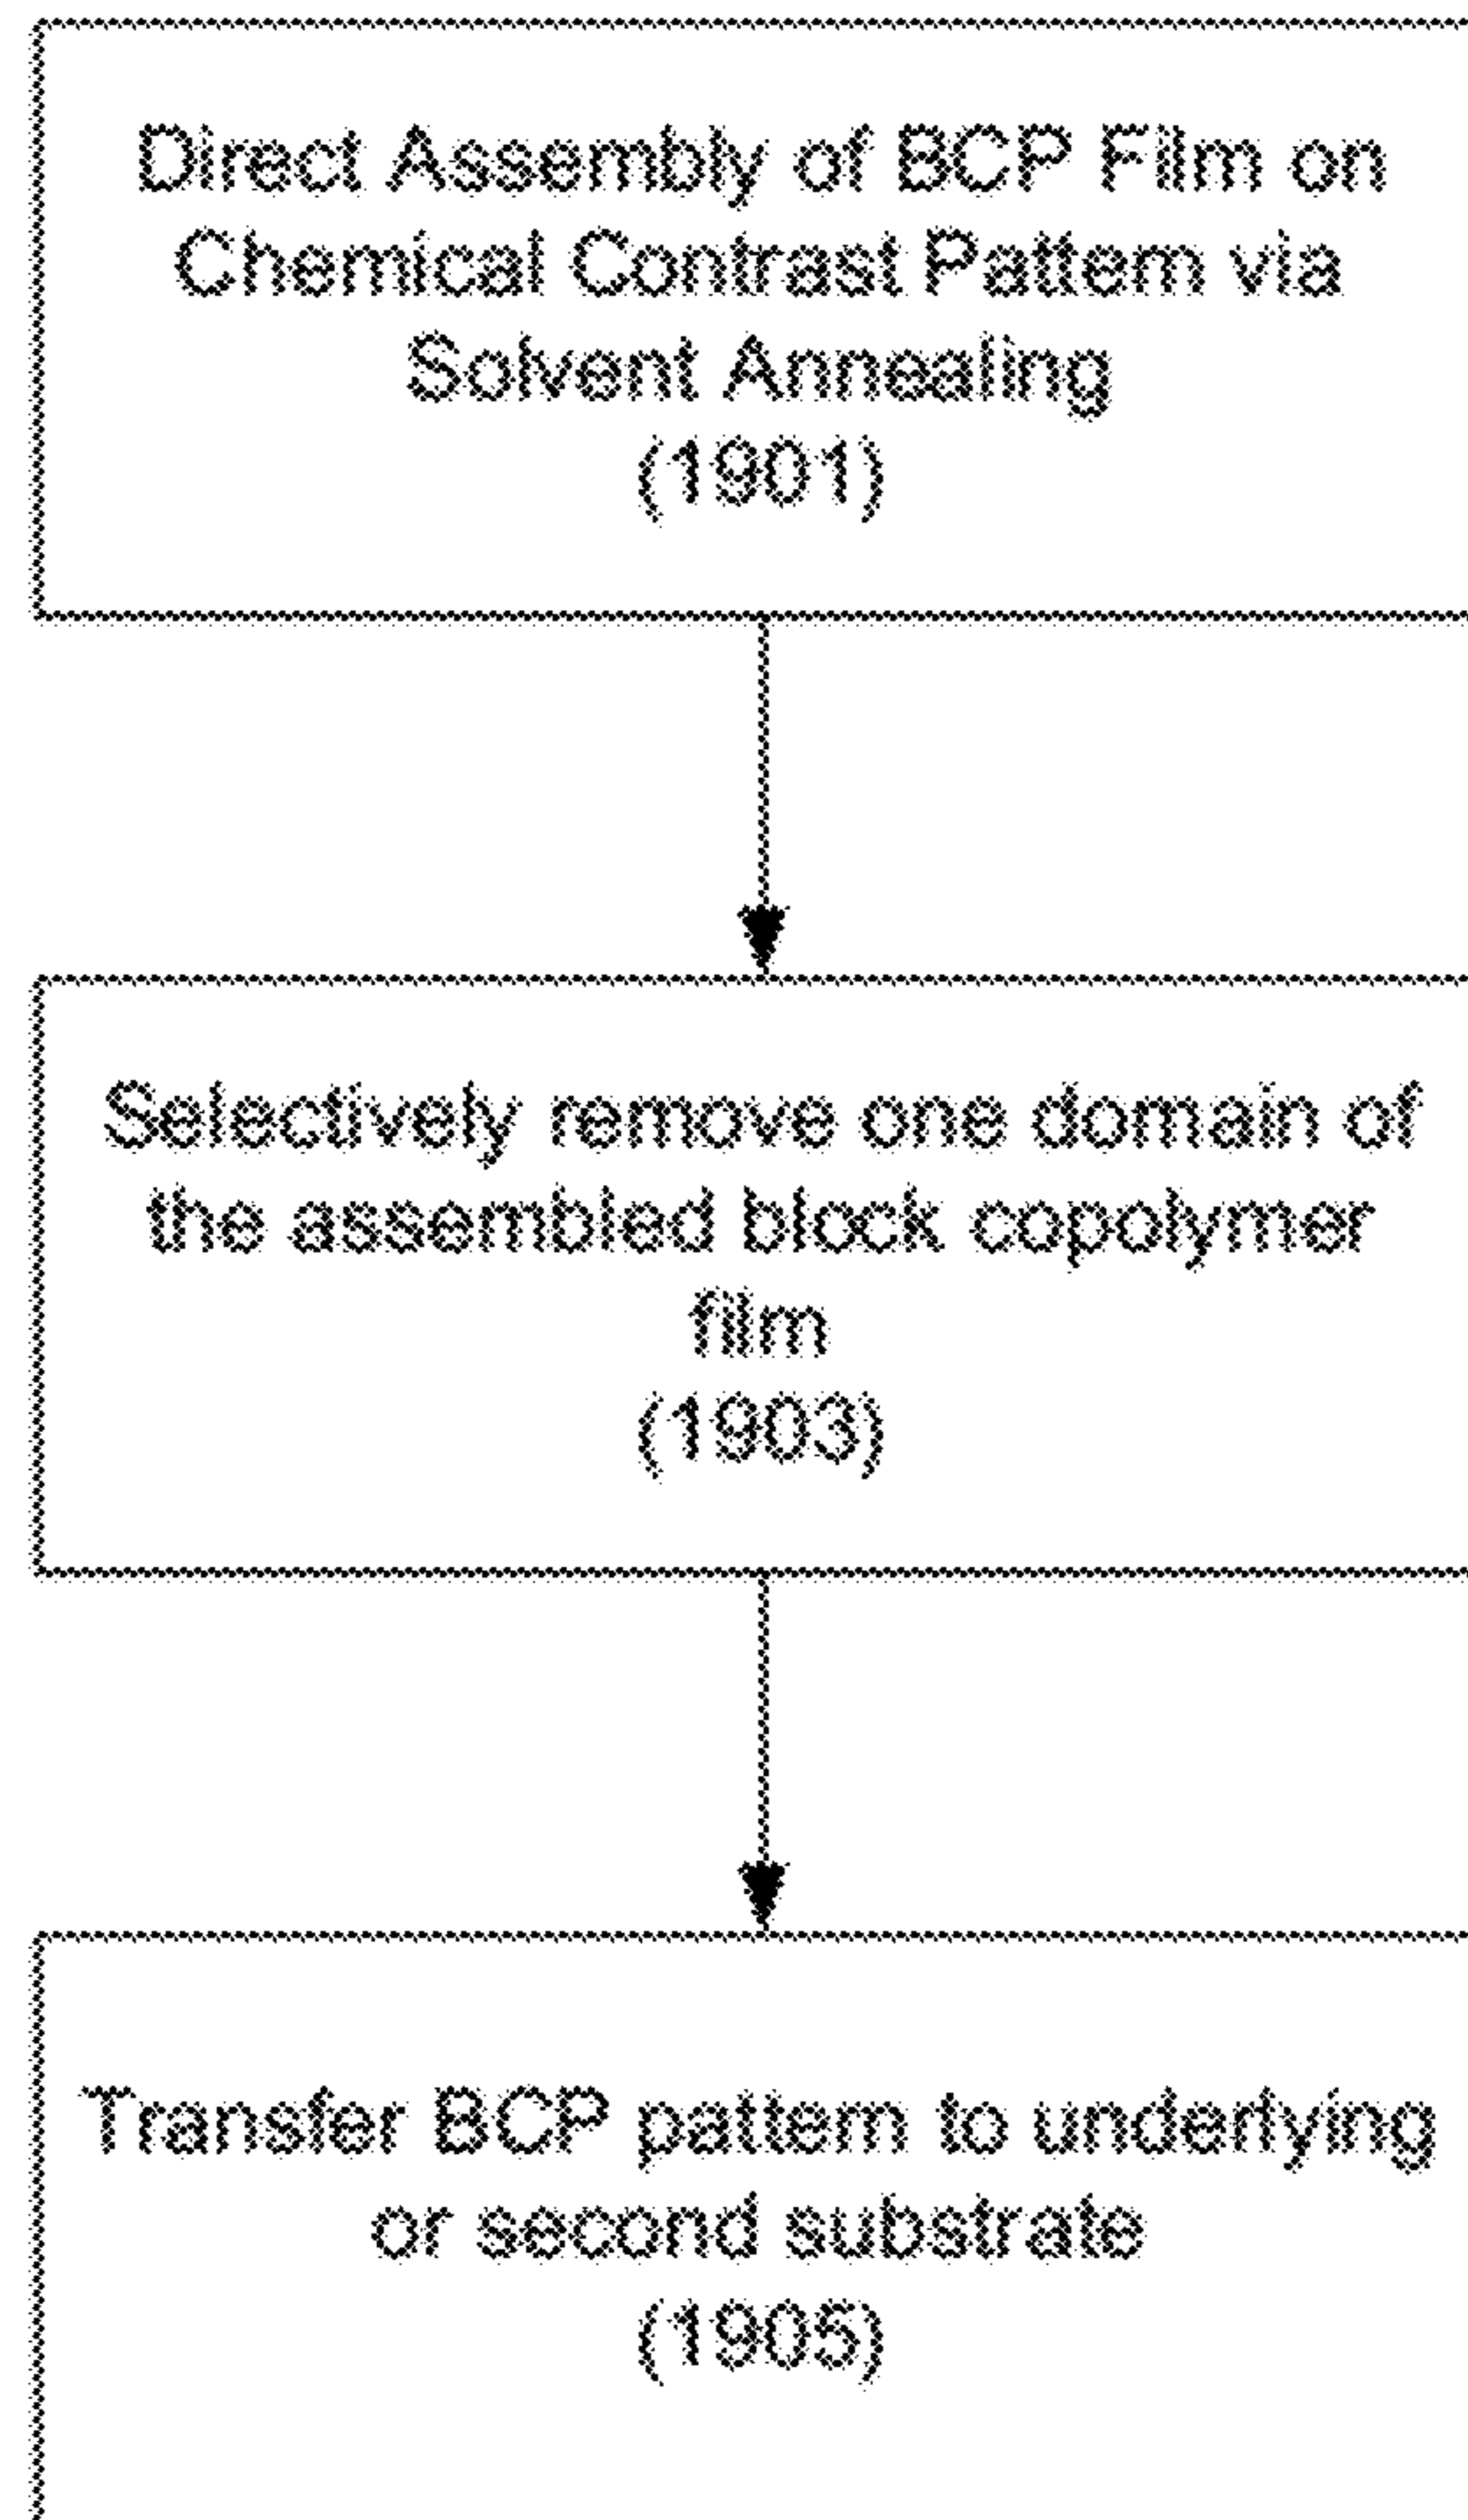 Direct Assembly of BCP Film on
Chemical Contrast Pattern via
Solvent Annealing
(1901)
Selectively remove one domain of
the assembled block copolymer
film
(1903)
Transfer BCP pattern to underlying
or second substrate
(1905)